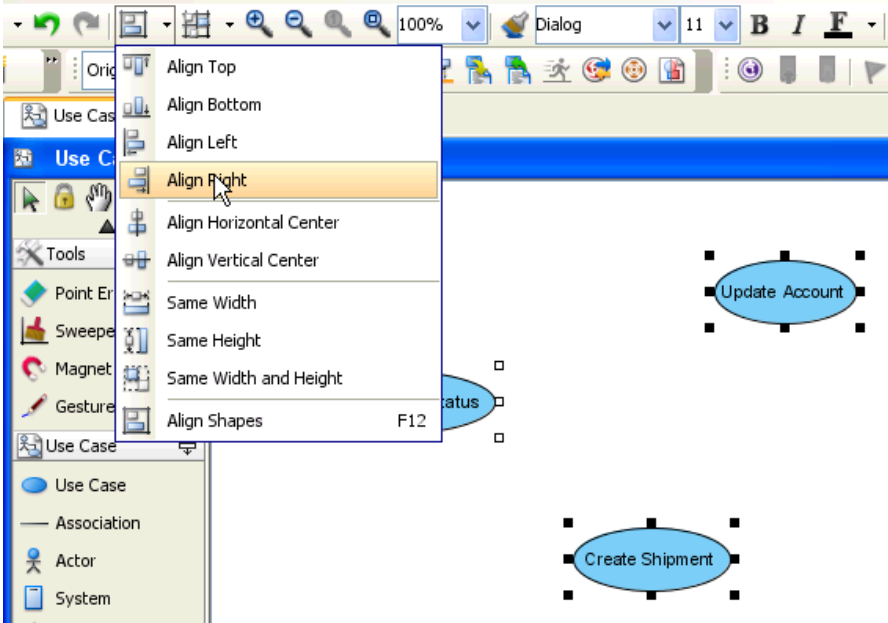 100% Dialog 11 B I F
Orig
Align Top
Align Bottom
Align Left
Align Right
Align Horizontal Center
Align Vertical Center
Same Width
Same Height
Same Width and Height
Align Shapes F12
Use Cas
Use C
Tools
Point Er
Sweepe
Magnet
Gesture
Use Case
Use Case
Association
Actor
System
Update Account
tatus
Create Shipment